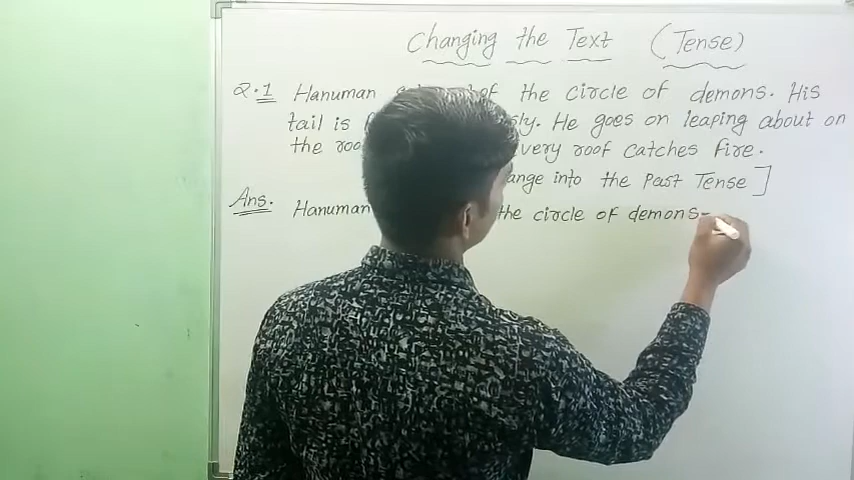 Changing the Text (Tense)
Q.1 Hanuman of the circle of demons. His
tail is sly. He goes on leaping about on
the very roof catches fire.
into the Past Tense]
Ans. Hanuman the circle of demons